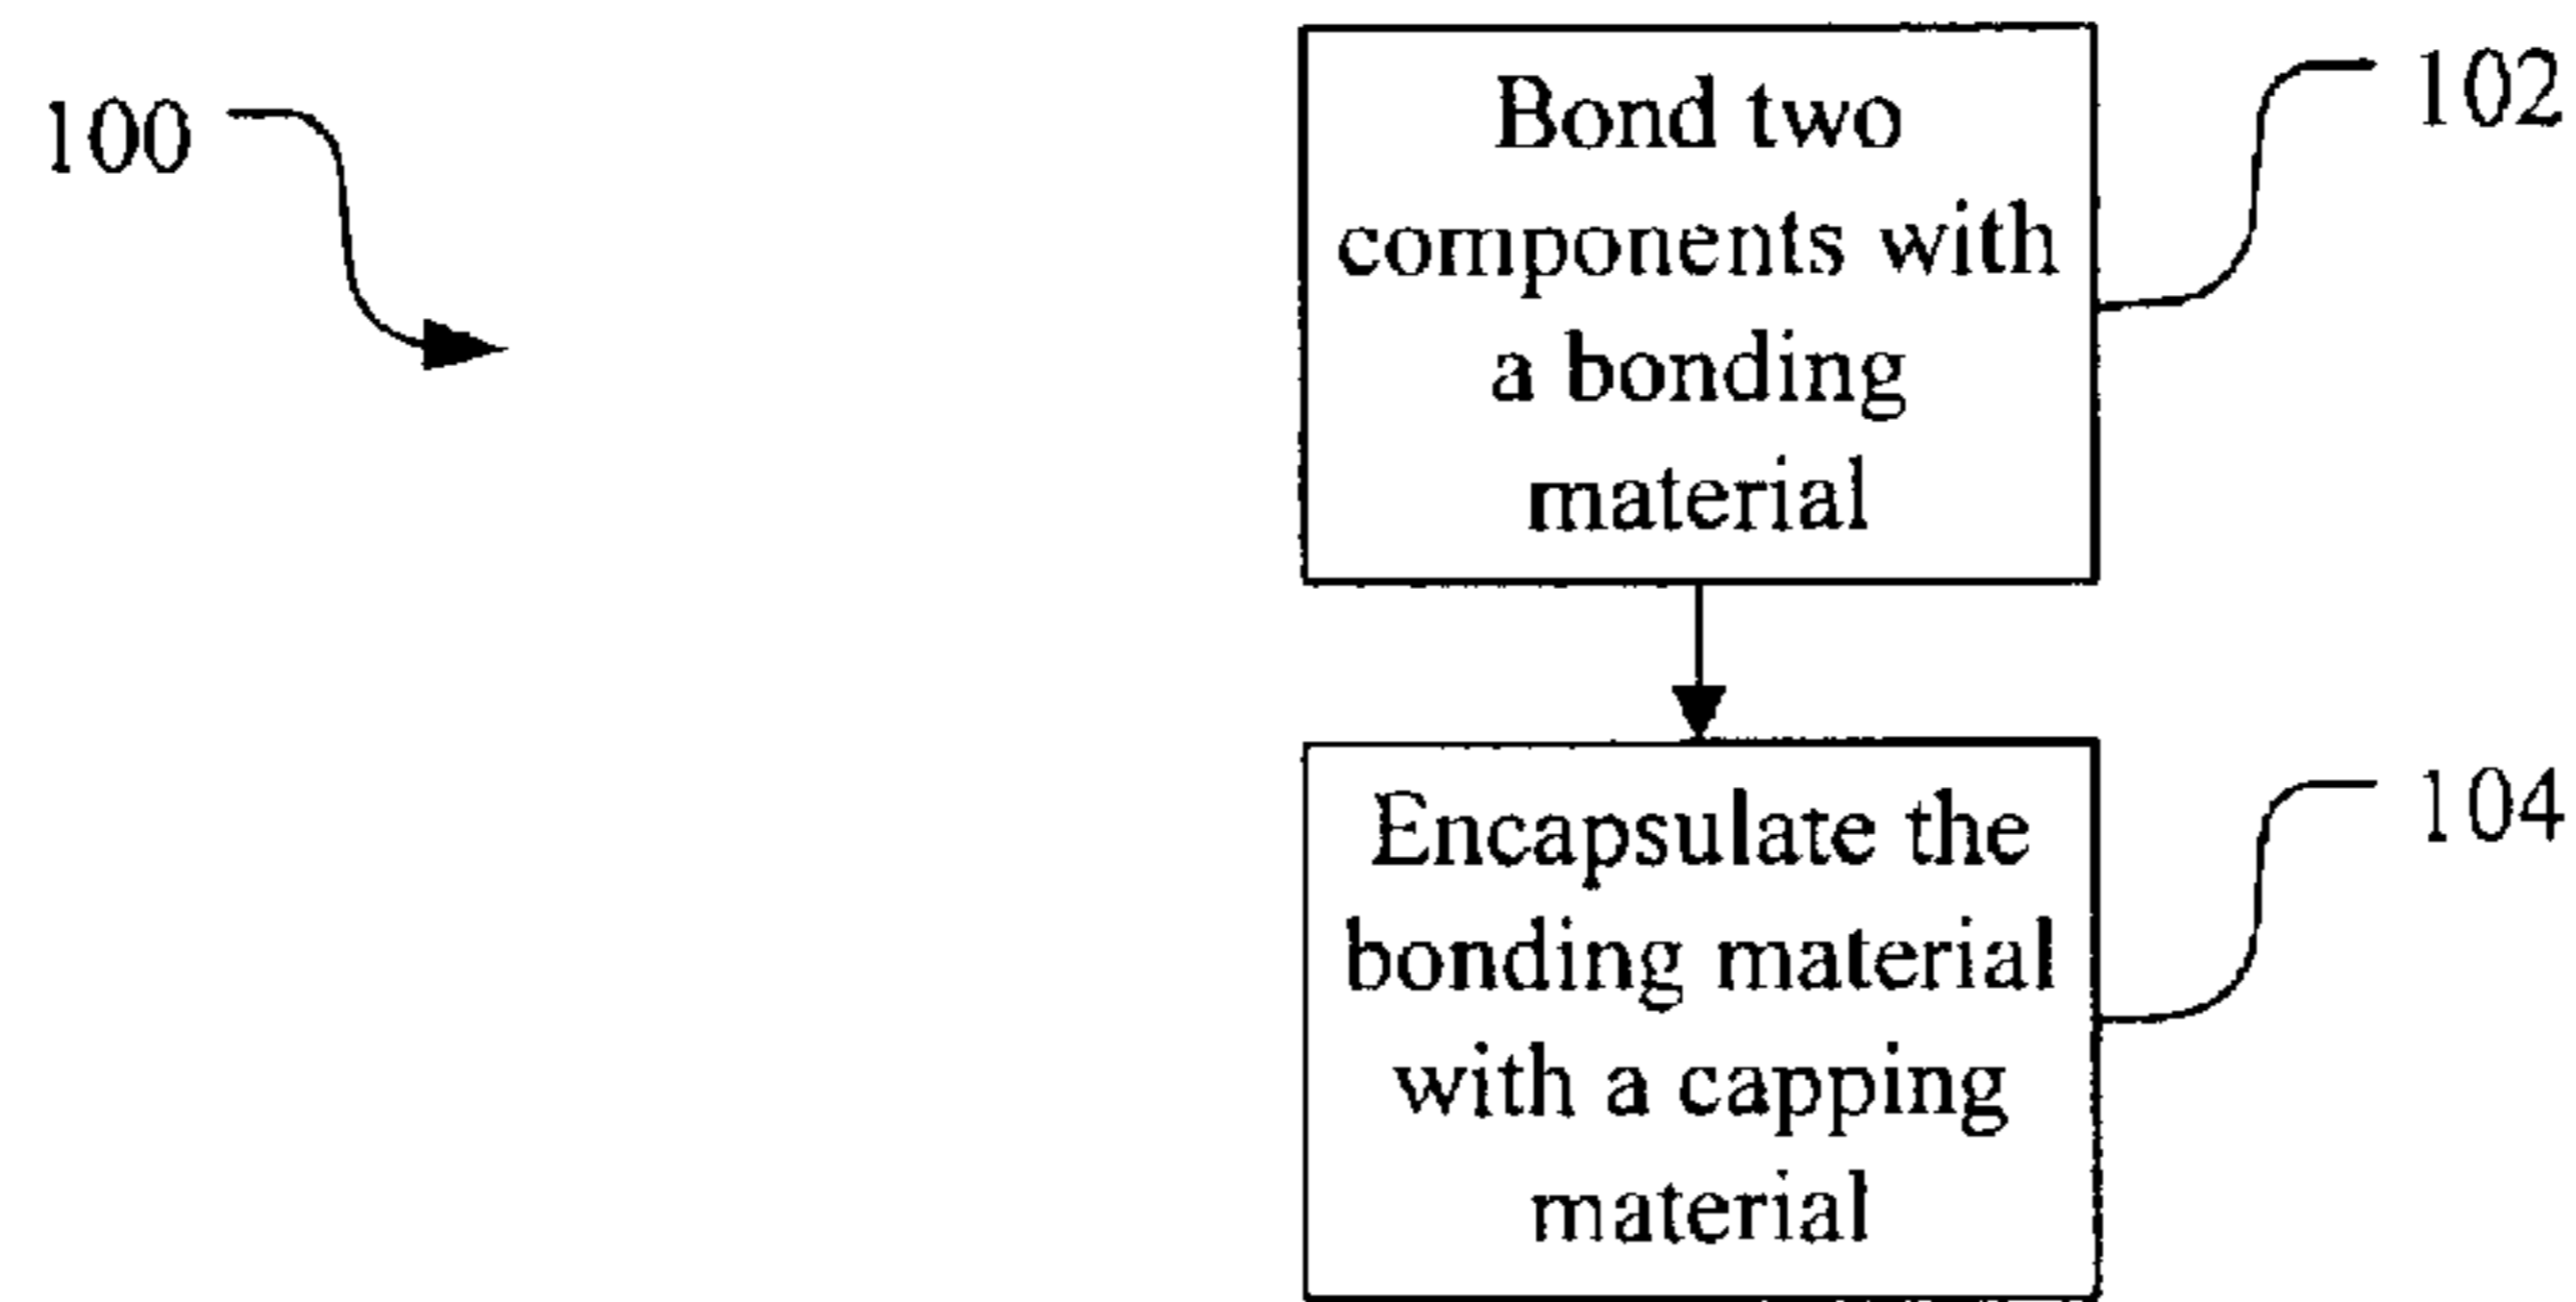 100
Bond two
components with
a bonding
material
102
Encapsulate the
bonding material
with a capping
material
104